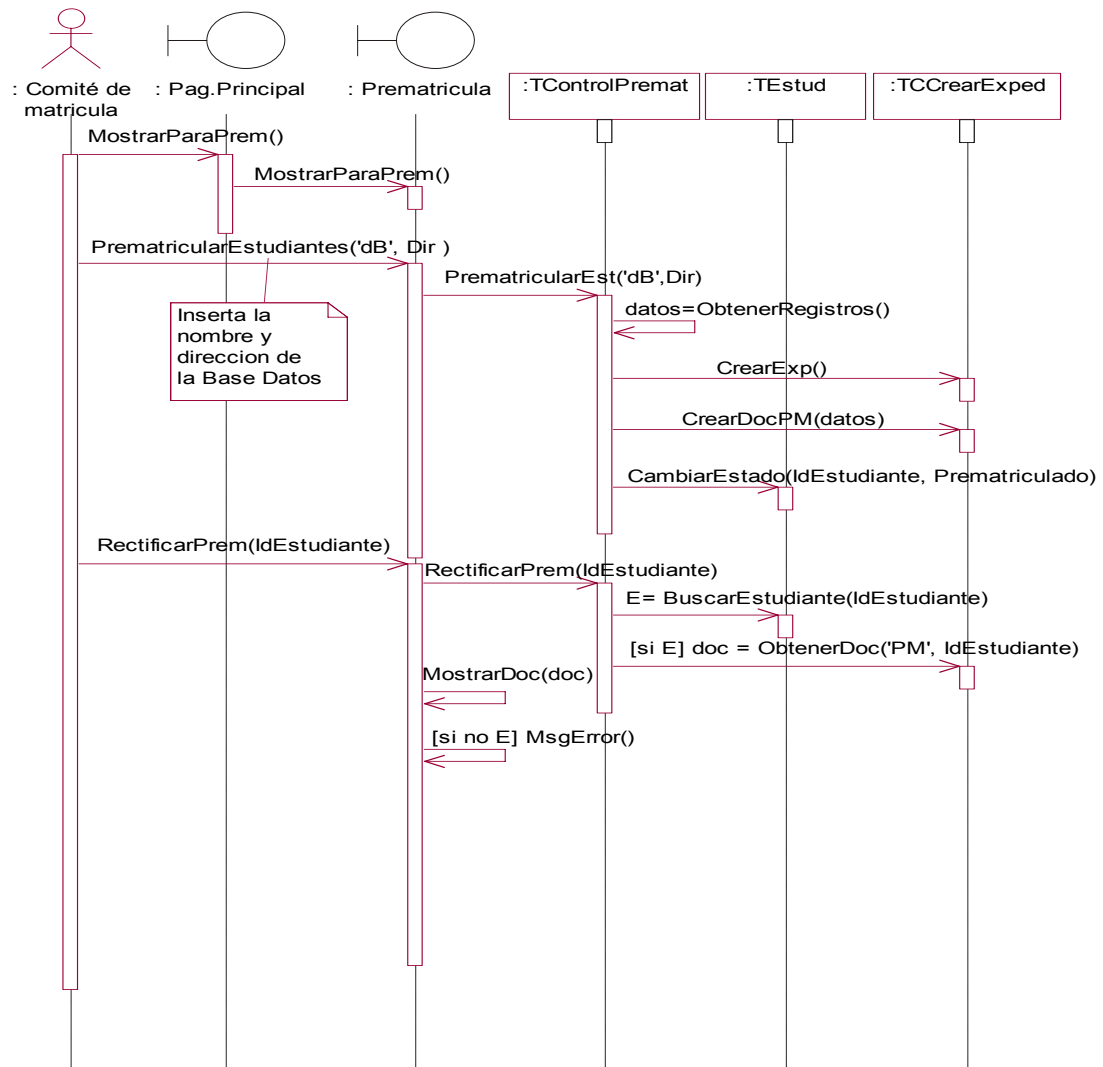 : Comité de
matricula
: Pag.Principal
: Prematricula
:TControlPremat
:TEstud
:TCCrearExped
MostrarParaPrem()
MostrarParaPrem()
PrematricularEstudiantes('dB', Dir )
PrematricularEst('dB',Dir)
Inserta la
nombre y
direccion de
la Base Datos
datos=ObtenerRegistros()
CrearExp()
CrearDocPM(datos)
CambiarEstado(IdEstudiante, Prematriculado)
RectificarPrem(IdEstudiante)
RectificarPrem(IdEstudiante)
E= BuscarEstudiante(IdEstudiante)
[si E] doc = ObtenerDoc('PM', IdEstudiante)
MostrarDoc(doc)
[si no E] MsgError()